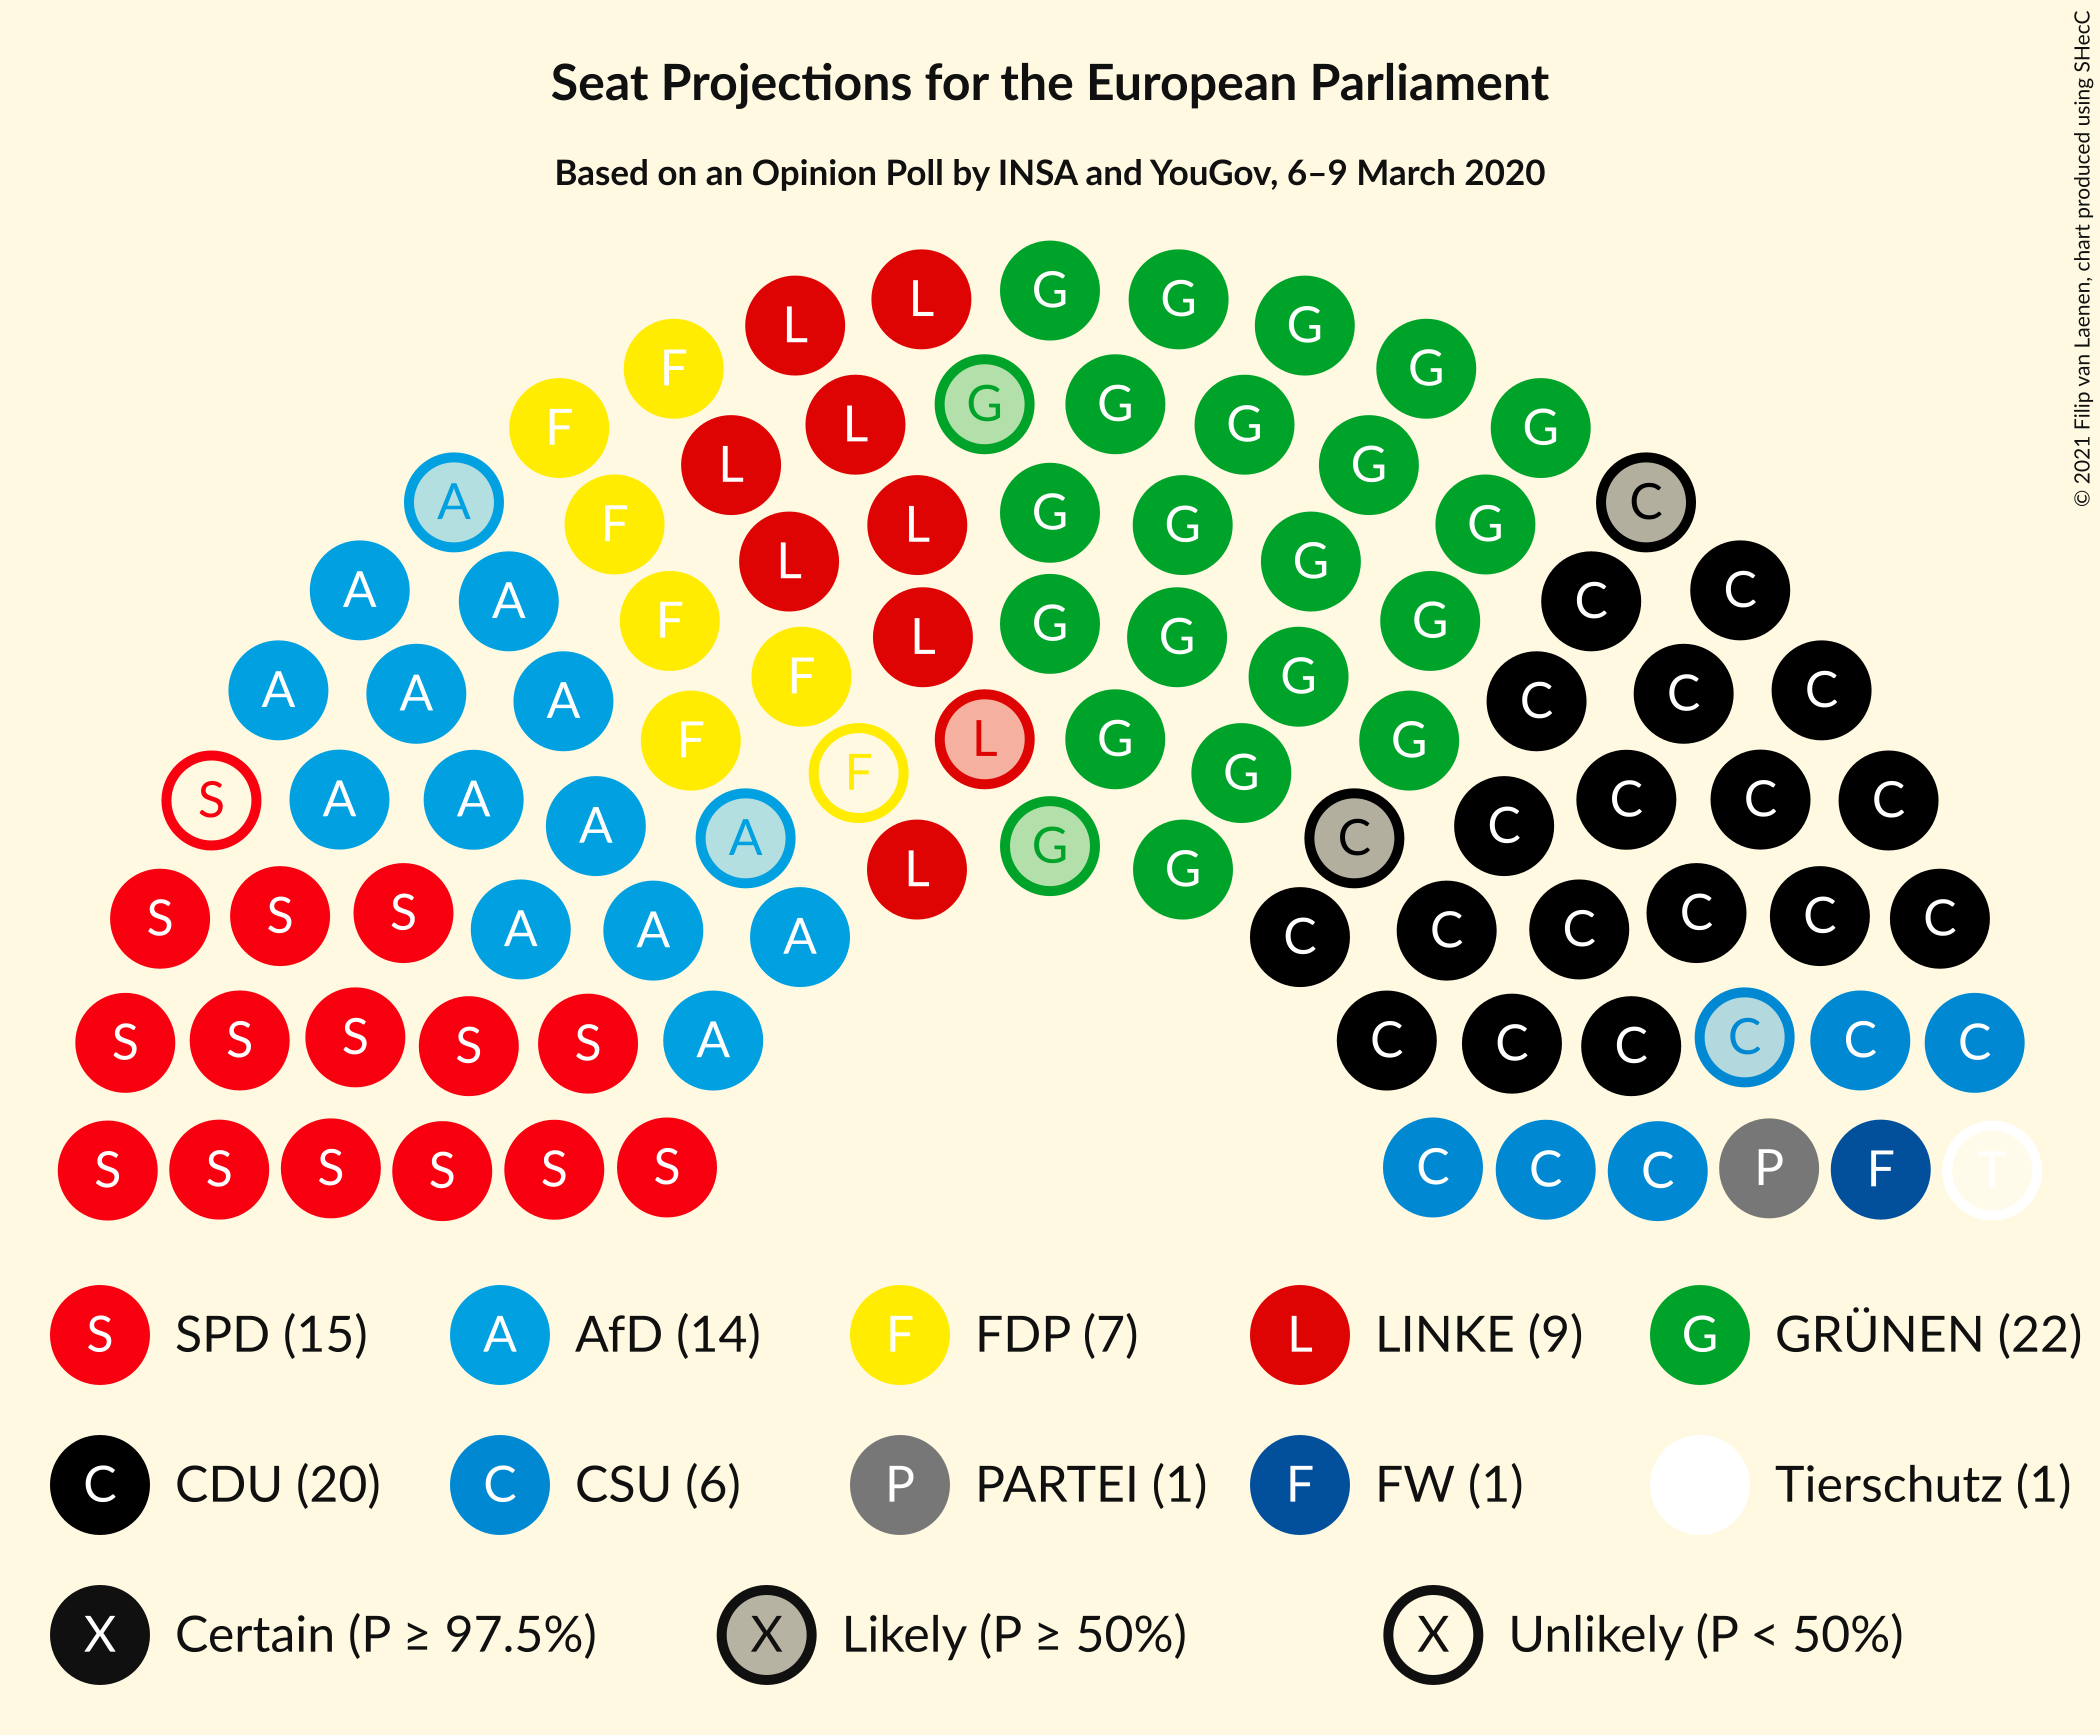 Seat Projections for the European Parliament
Based on an Opinion Poll by INSA and YouGov, 6–9 March 2020
© 2021 Filip van Laenen, chart produced using SHecC
L G G G
L G
F L G G G G
F L G G
A F L G G G C
A A F L G G G C C
A A A F F L G G G C C C
S A A A F F L G G G C C C C C
S S S A A A A L G G C C C C C C C C
S S S S S A C C C C C C
S S S S S S C C C P F T
S SPD (15) A AfD (14) F FDP (7) L LINKE (9) G GRÜNEN (22)
C CDU (20) C CSU (6) P PARTEI (1) F FW (1) Tierschutz (1)
X Certain (P ≥ 97.5%) X Likely (P ≥ 50%) X Unlikely (P < 50%)